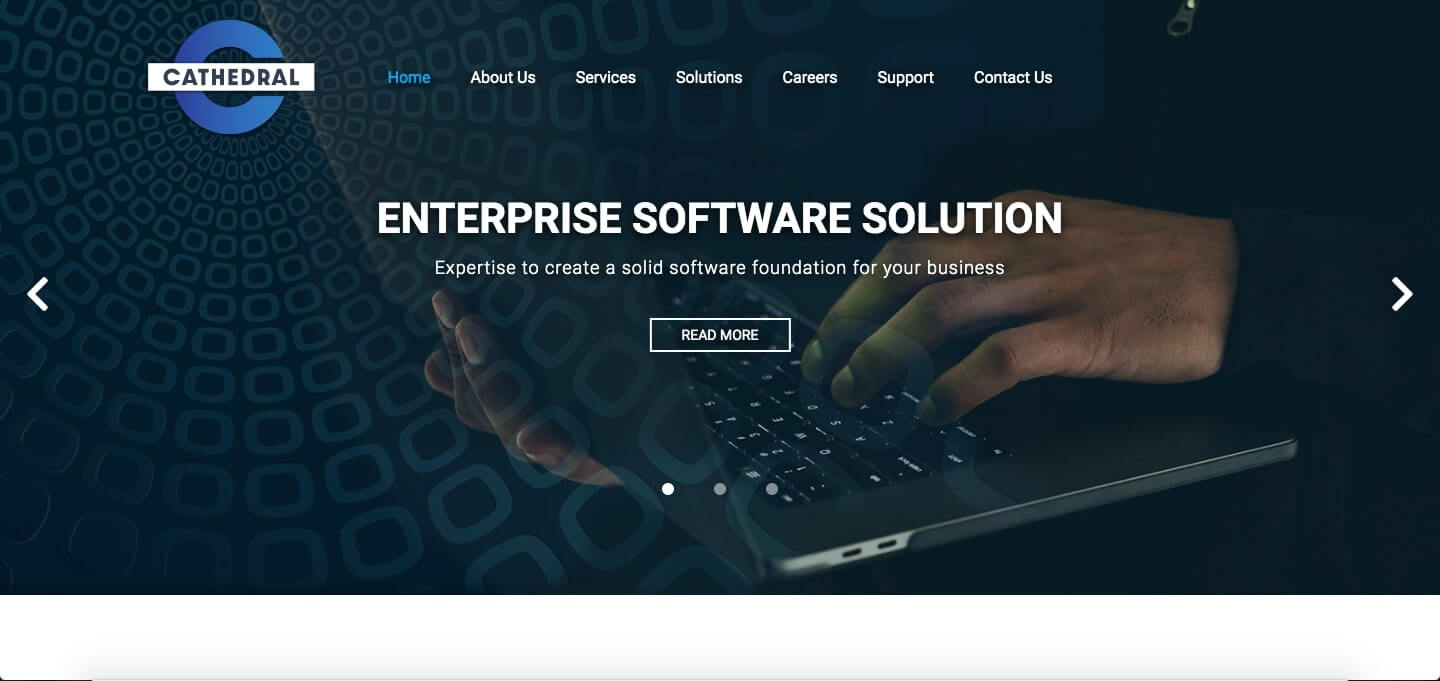 CATHEDRAL
Home About Us Services Solutions Careers Support Contact Us
ENTERPRISE SOFTWARE SOLUTION
Expertise to create a solid software foundation for your business
READ MORE